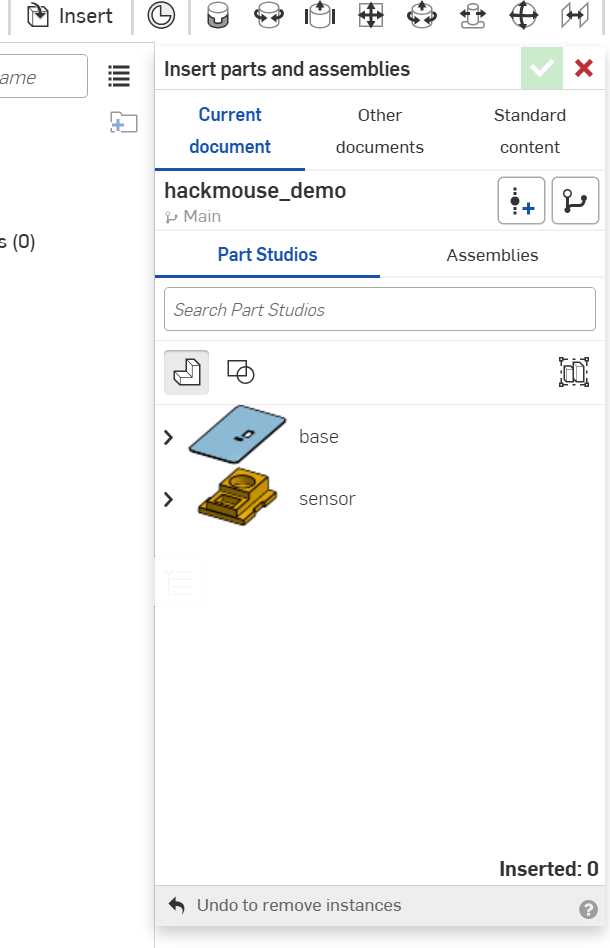 Insert
ame
Insert parts and assemblies
Current document
Other documents
Standard content
hackmouse_demo
Main
s (0)
Part Studios
Assemblies
Search Part Studios
base
sensor
Inserted: 0
Undo to remove instances
?